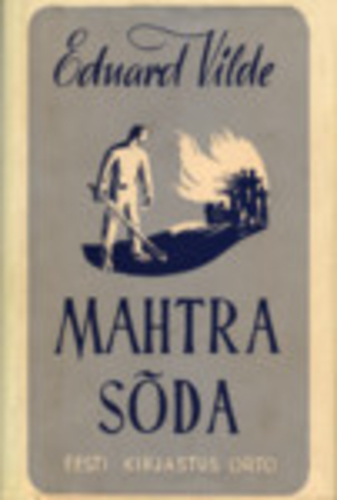 Eduard Vilde
MAHTRA
SÕDA
EESTI KIRJASTUS ORTO